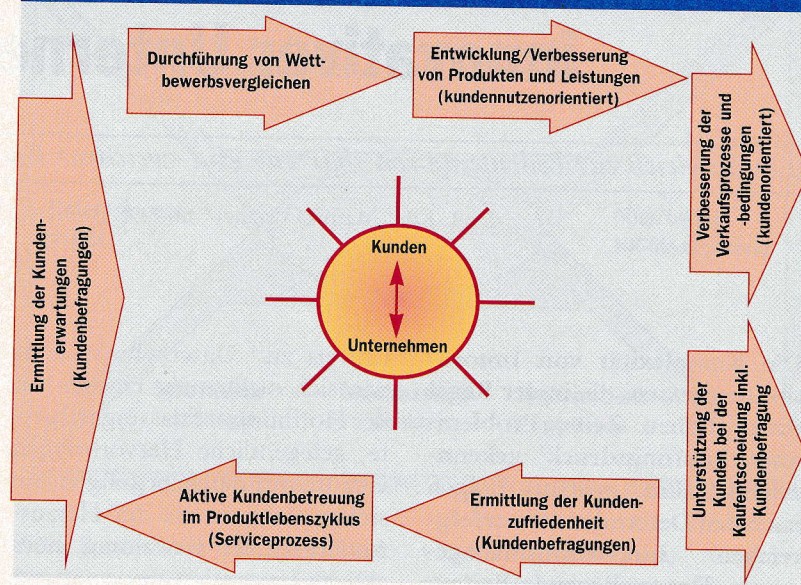 Durchführung von Wett-
bewerbsvergleichen
Entwicklung/Verbesserung
von Produkten und Leistungen
(kundennutzenorientiert)
Verbesserung der
Verkaufsprozesse und
-bedingungen
(kundenorientiert)
Unterstützung der
Kunden bei der
Kaufentscheidung inkl.
Kundenbefragung
Ermittlung der Kunden-
zufriedenheit
(Kundenbefragungen)
Aktive Kundenbetreuung
im Produktlebenszyklus
(Serviceprozess)
Ermittlung der Kunden-
erwartungen
(Kundenbefragungen)
Kunden
Unternehmen